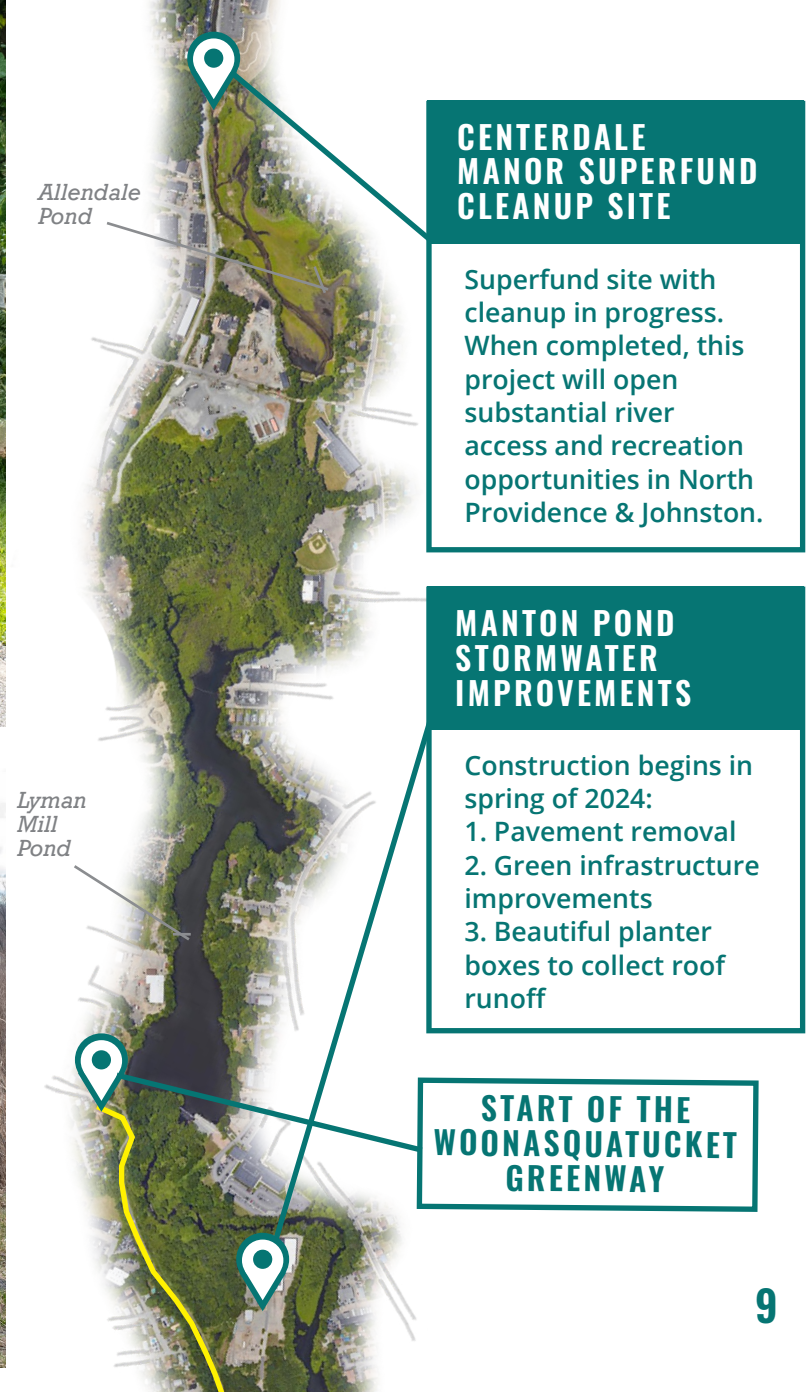 Allendale
Pond
CENTERDALE
MANOR SUPERFUND
CLEANUP SITE
Superfund site with
cleanup in progress.
When completed, this
project will open
substantial river
access and recreation
opportunities in North
Providence & Johnston.
MANTON POND
STORMWATER
IMPROVEMENTS
Construction begins in
spring of 2024:
1. Pavement removal
2. Green infrastructure
improvements
3. Beautiful planter
boxes to collect roof
runoff
Lyman
Mill
Pond
START OF THE
WOONASQUATUCKET
GREENWAY
9